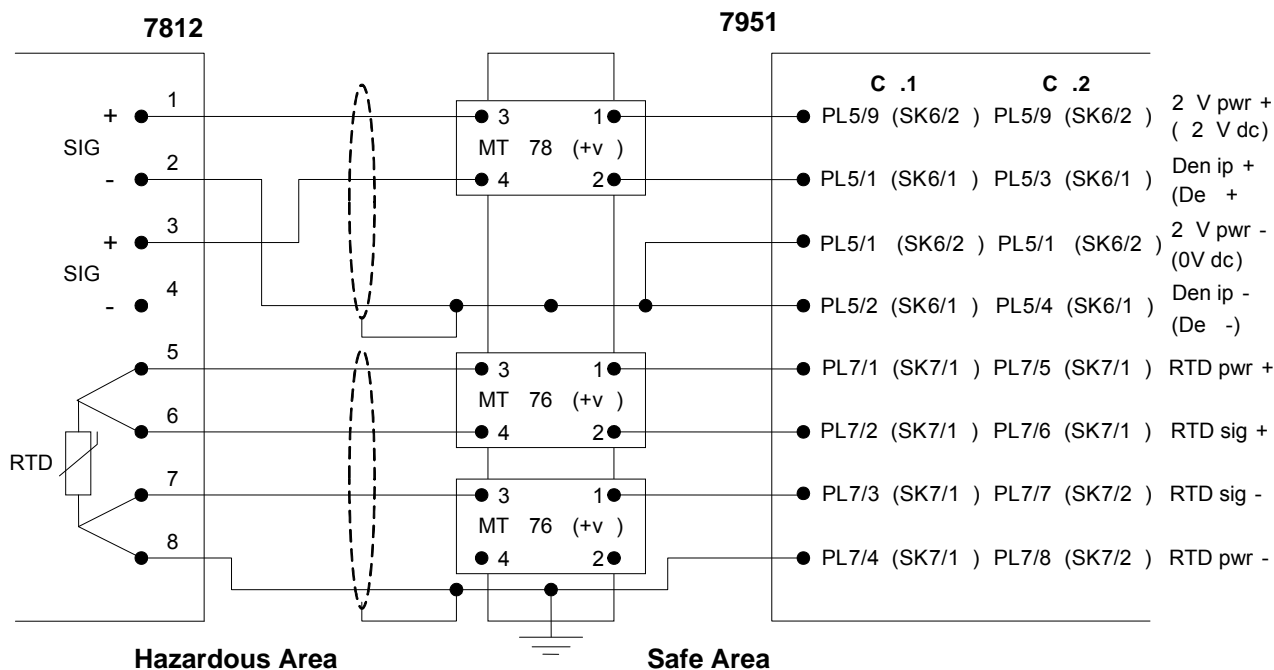 7812
7951
C .1 C .2
1
+ 3 1 PL5/9 (SK6/2 ) PL5/9 (SK6/2 ) 2 V pwr +
( 2 V dc)
SIG MT 78 (+v )
2
- 4 2 PL5/1 (SK6/1 ) PL5/3 (SK6/1 ) Den ip +
(De +
3
+ PL5/1 (SK6/2 ) PL5/1 (SK6/2 ) 2 V pwr -
(0V dc)
SIG
4
- PL5/2 (SK6/1 ) PL5/4 (SK6/1 ) Den ip -
(De -)
5
3 1 PL7/1 (SK7/1 ) PL7/5 (SK7/1 ) RTD pwr +
MT 76 (+v )
6
4 2 PL7/2 (SK7/1 ) PL7/6 (SK7/1 ) RTD sig +
RTD
7
3 1 PL7/3 (SK7/1 ) PL7/7 (SK7/2 ) RTD sig -
MT 76 (+v )
8
4 2 PL7/4 (SK7/1 ) PL7/8 (SK7/2 ) RTD pwr -
Hazardous Area Safe Area